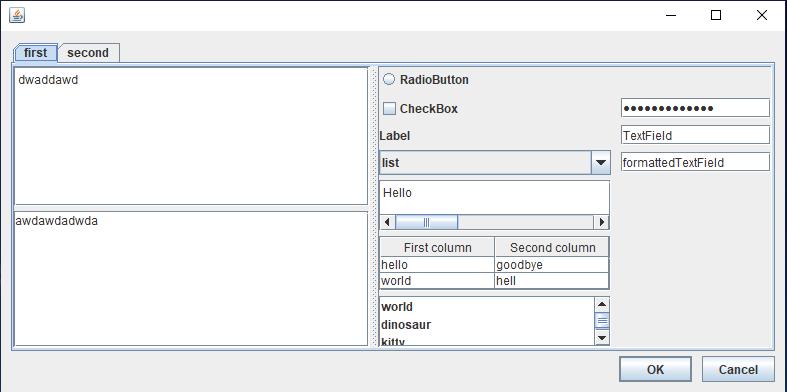 first second
dwaddawd
awdawdadwda
RadioButton
CheckBox
Label
list
Hello
First column Second column
hello goodbye
world hell
world
dinosaur
kitty
●●●●●●●●●●●●●
TextField
formattedTextField
OK Cancel